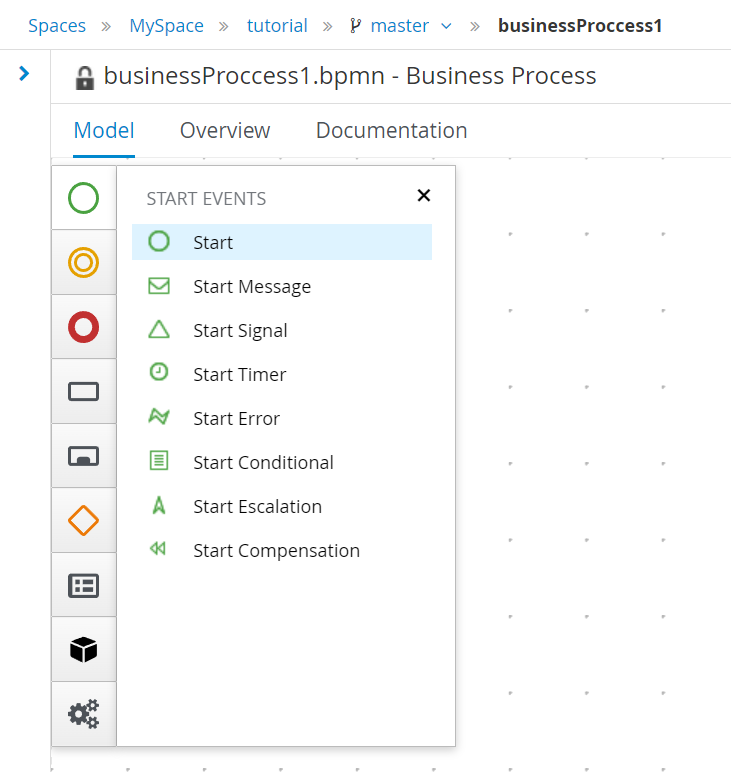 Spaces » MySpace » tutorial » master » businessProccess1
businessProccess1.bpmn - Business Process
Model Overview Documentation
START EVENTS
Start
Start Message
Start Signal
Start Timer
Start Error
Start Conditional
Start Escalation
Start Compensation